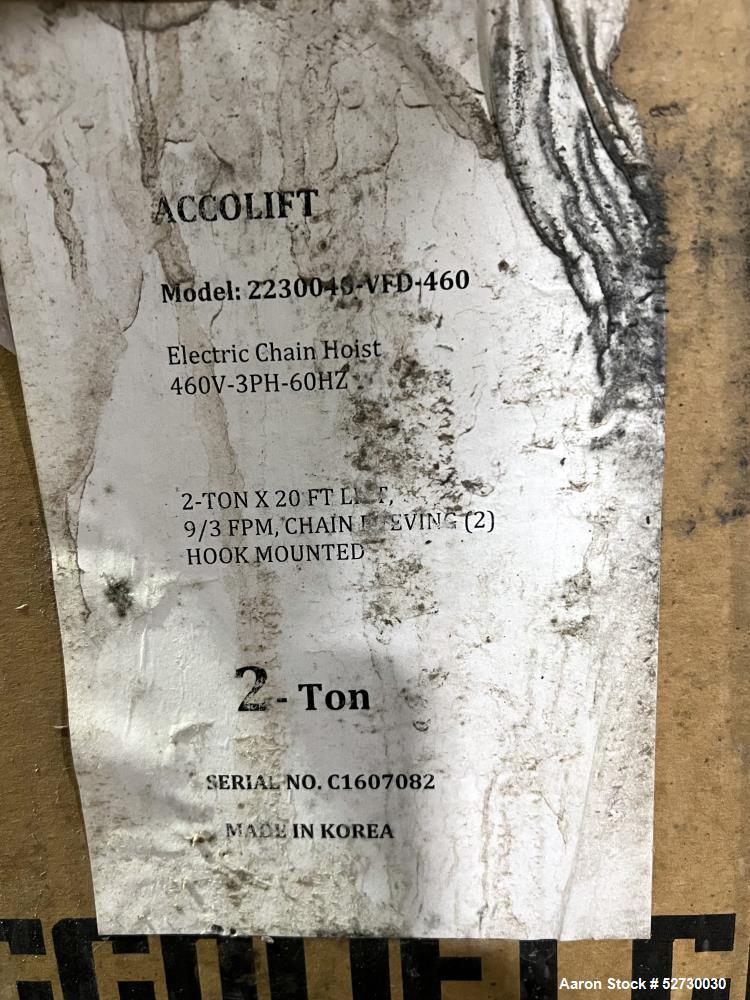 ACCOLIFT
Model: 2230048-VFD-460
Electric Chain Hoist
460V-3PH-60HZ
2-TON X 20 FT
9/3 FPM, CHAIN (2)
HOOK MOUNTED
2- Ton
SERIAL NO. C1607082
MADE IN KOREA
Aaron Stock # 52730030